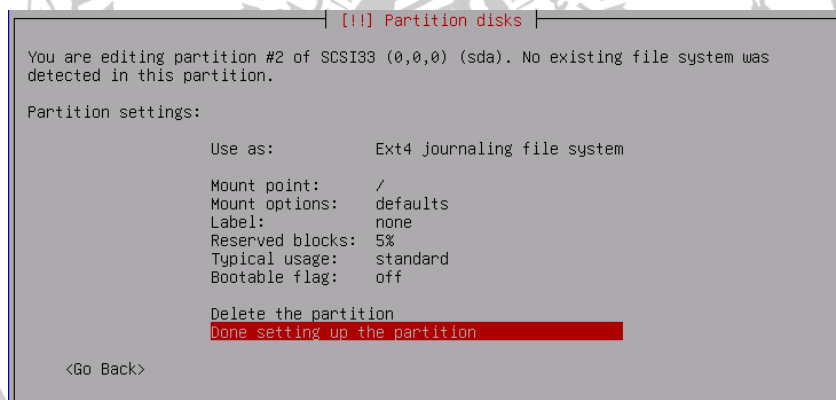 [!!] Partition disks
You are editing partition #2 of SCSI33 (0,0,0) (sda). No existing file system was
detected in this partition.
Partition settings:
Use as: Ext4 journaling file system
Mount point: /
Mount options: defaults
Label: none
Reserved blocks: 5%
Typical usage: standard
Bootable flag: off
Delete the partition
Done setting up the partition
<Go Back>